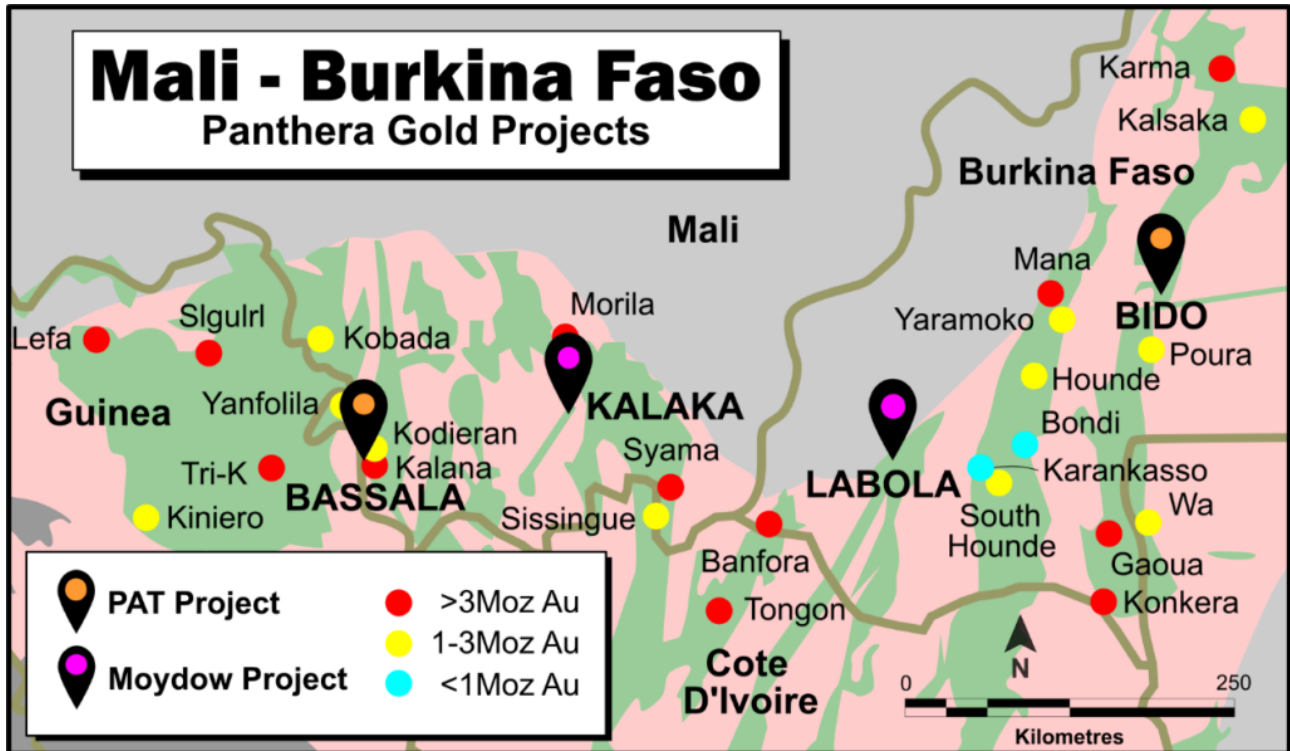 Mali - Burkina Faso
Panthera Gold Projects
Karma
Kalsaka
Burkina Faso
Mali
Mana
Morila
Slgulrl
Lefa
Kobada
Yaramoko
BIDO
Poura
Hounde
Guinea
Yanfolila
KALAKA
Kodieran
Bondi
Syama
Tri-K
Kalana
BASSALA
LABOLA
Karankasso
Wa
Kiniero
Sissingue
South
Hounde
Banfora
Gaoua
Konkera
Tongon
Cote
D'Ivoire
PAT Project
Moydow Project
>3Moz Au
1-3Moz Au
<1Moz Au
N
0
250
Kilometres